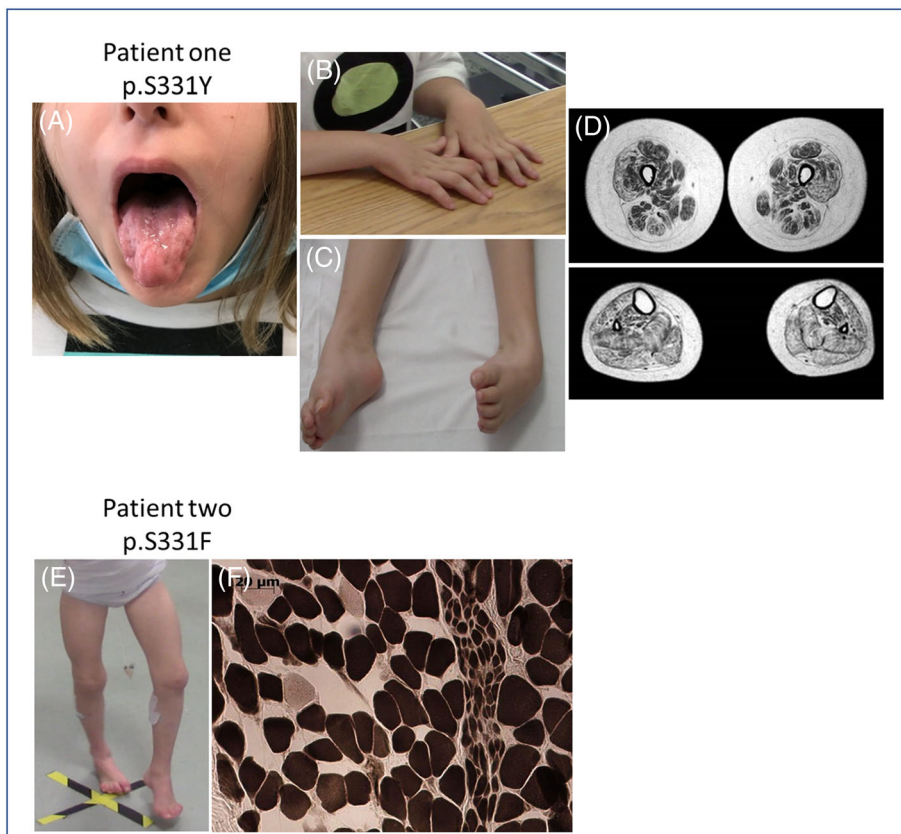 Patient one
p.S331Y
(A)
(B)
(C)
(D)
Patient two
p.S331F
(E)
(F)
20 µm